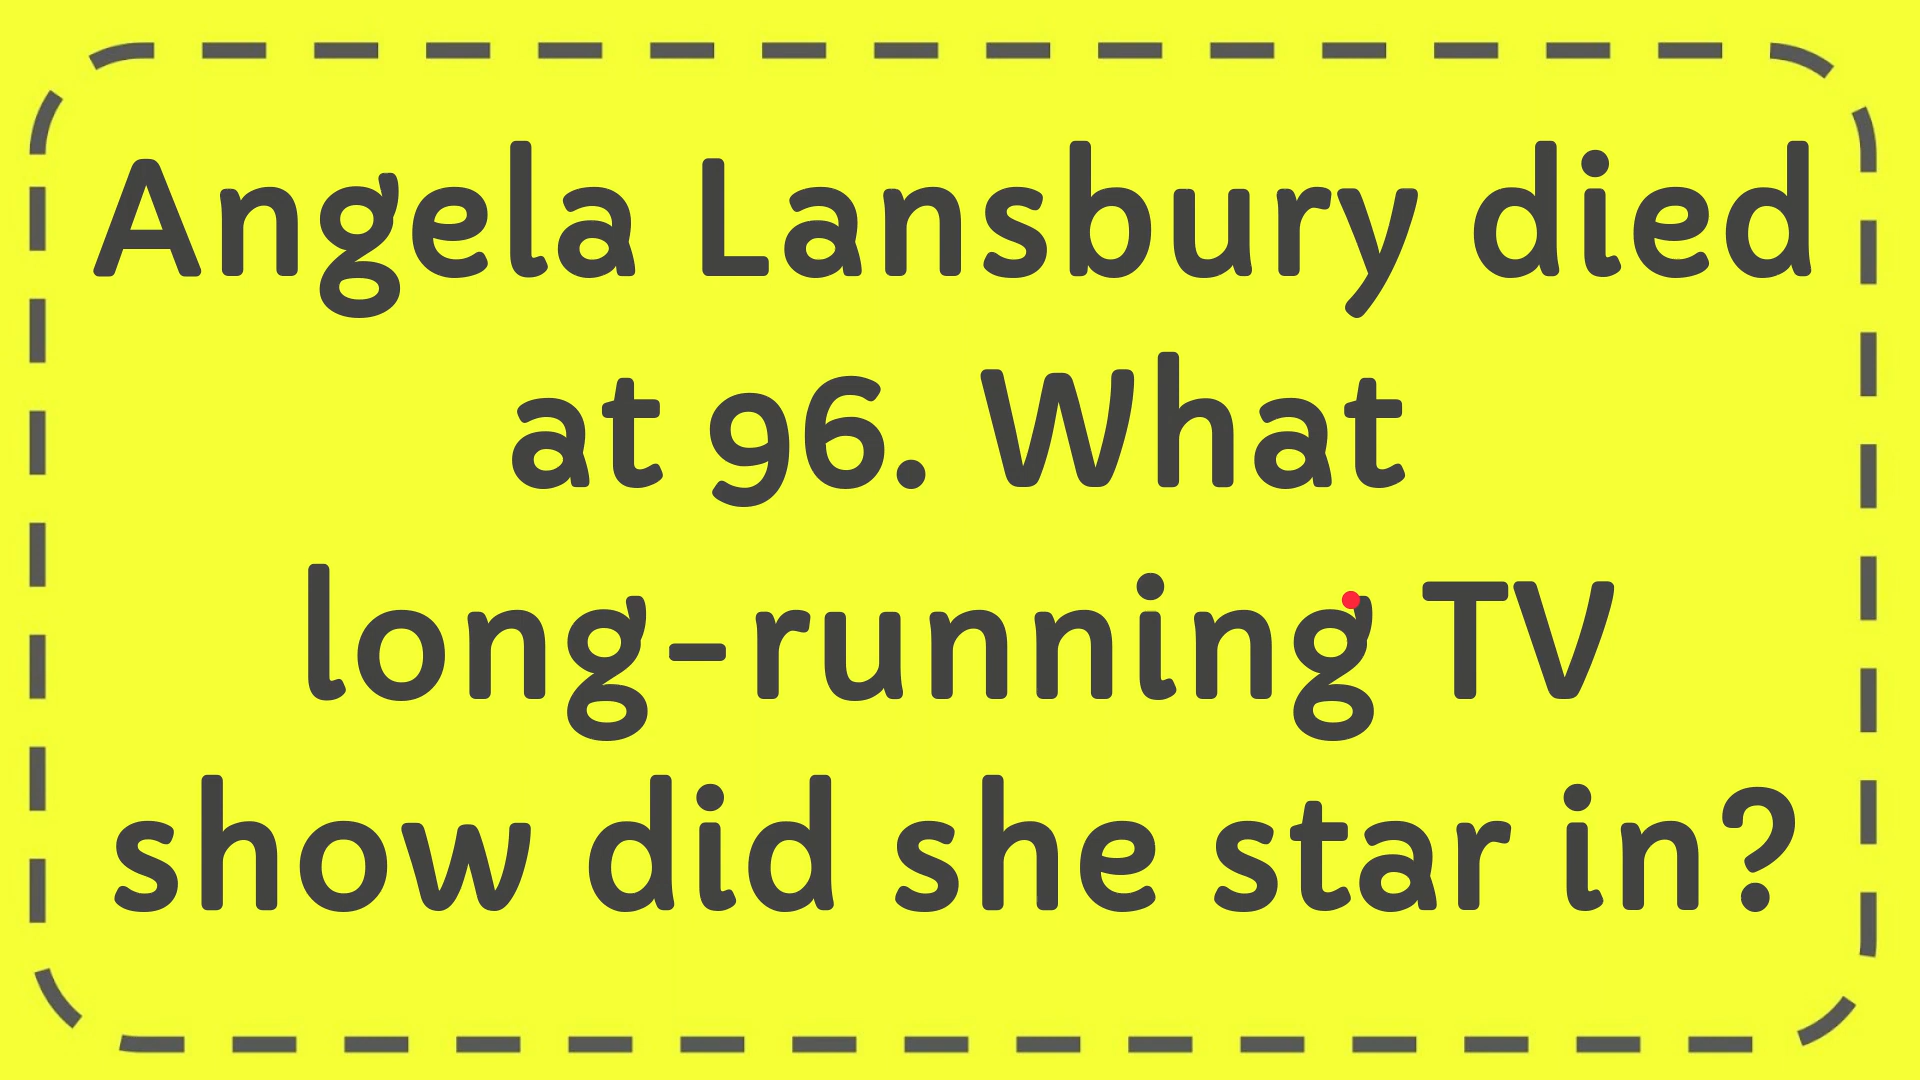 Angela Lansbury died
at 96. What
long-running TV
show did she star in?